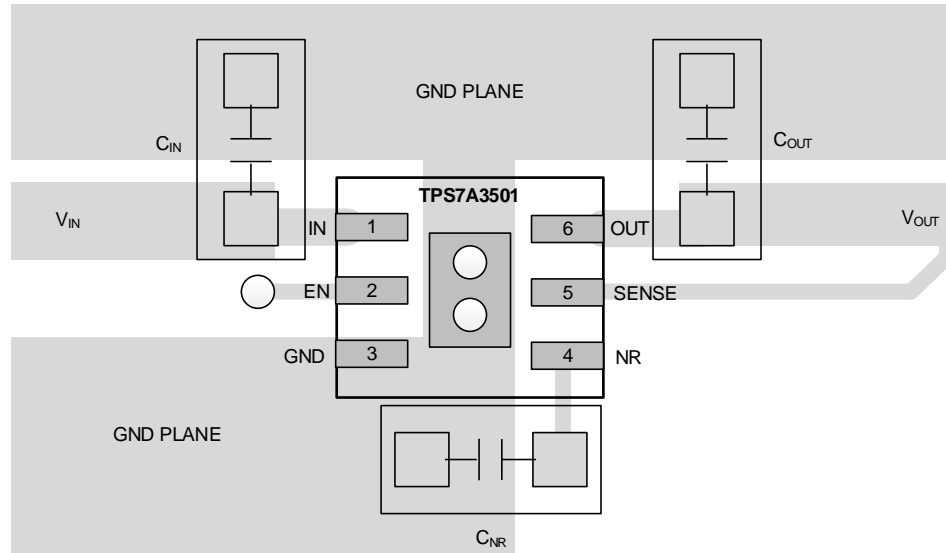 GND PLANE
CIN
COUT
TPS7A3501
VIN
IN
1
6
OUT
VOUT
EN
2
5
SENSE
GND
3
4
NR
GND PLANE
CNR